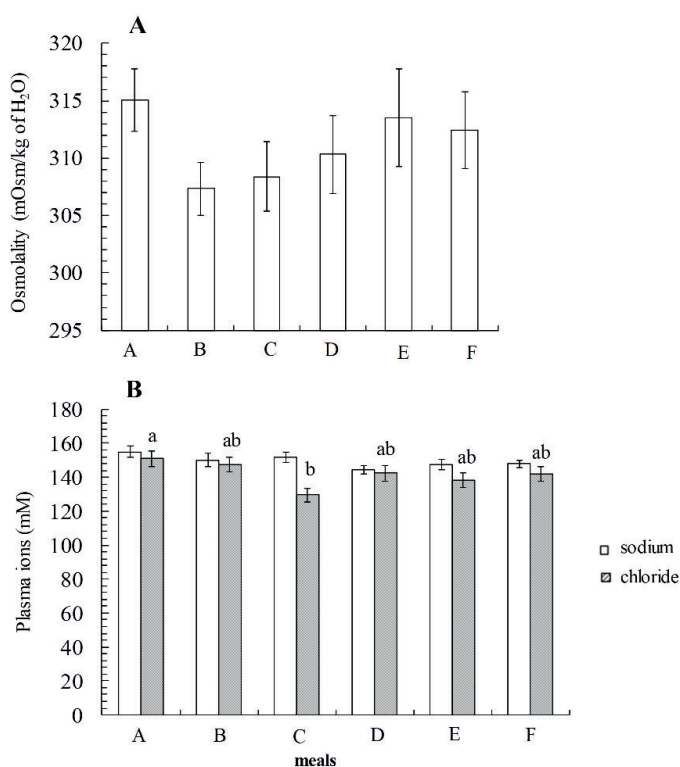 A
320
315
310
305
300
295
Osmolality (mOsm/kg of H₂O)
A B C D E F
B
180
160
140
120
100
80
60
40
20
0
Plasma ions (mM)
a ab b ab ab ab
sodium
chloride
A B C D E F
meals